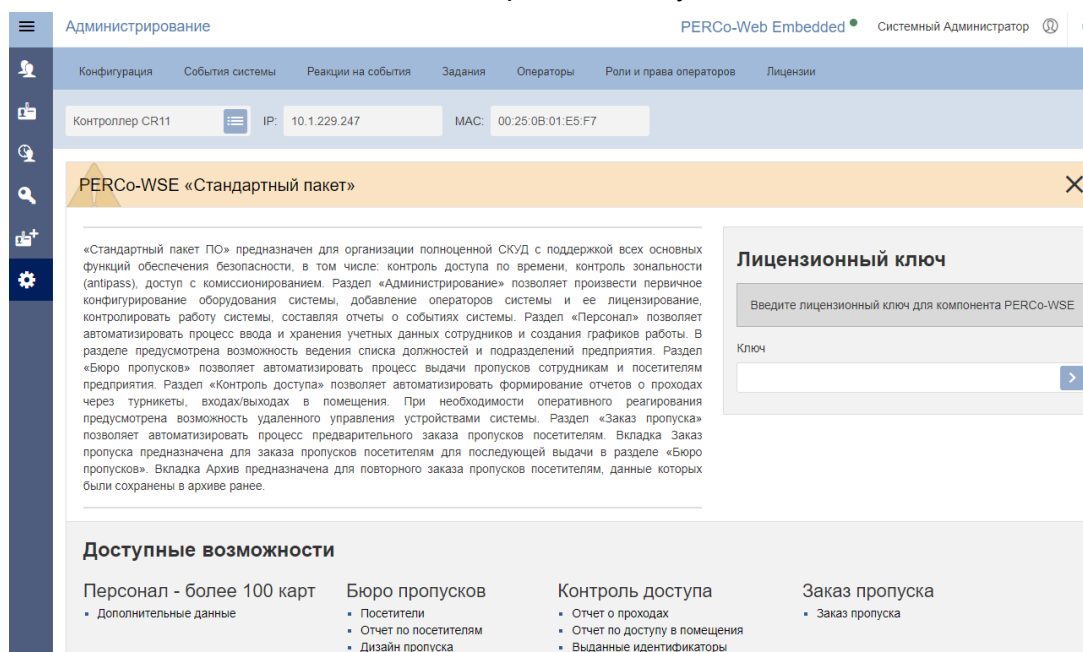 Администрирование
PERCo-Web Embedded
Системный Администратор
Конфигурация
События системы
Реакции на события
Задания
Операторы
Роли и права операторов
Лицензии
Контроллер CR11
IP:
10.1.229.247
MAC:
00:25:0B:01:E5:F7
PERCo-WSE «Стандартный пакет»
«Стандартный пакет ПО» предназначен для организации полноценной СКУД с поддержкой всех основных
функций обеспечения безопасности, в том числе: контроль доступа по времени, контроль зональности
(antipass), доступ с комиссионированием. Раздел «Администрирование» позволяет произвести первичное
конфигурирование оборудования системы, добавление операторов системы и ее лицензирование,
контролировать работу системы, составляя отчеты о событиях системы. Раздел «Персонал» позволяет
автоматизировать процесс ввода и хранения учетных данных сотрудников и создания графиков работы. В
разделе предусмотрена возможность ведения списка должностей и подразделений предприятия. Раздел
«Бюро пропусков» позволяет автоматизировать процесс выдачи пропусков сотрудникам и посетителям
предприятия. Раздел «Контроль доступа» позволяет автоматизировать формирование отчетов о проходах
через турникеты, входах/выходах в помещения. При необходимости оперативного реагирования
предусмотрена возможность удаленного управления устройствами системы. Раздел «Заказ пропуска»
позволяет автоматизировать процесс предварительного заказа пропусков посетителям. Вкладка Заказ
пропуска предназначена для заказа пропусков посетителям для последующей выдачи в разделе «Бюро
пропусков». Вкладка Архив предназначена для повторного заказа пропусков посетителям, данные которых
были сохранены в архиве ранее.
Лицензионный ключ
Введите лицензионный ключ для компонента PERCo-WSE
Ключ
Доступные возможности
Персонал - более 100 карт
▪ Дополнительные данные
Бюро пропусков
▪ Посетители
▪ Отчет по посетителям
▪ Дизайн пропуска
Контроль доступа
▪ Отчет о проходах
▪ Отчет по доступу в помещения
▪ Выданные идентификаторы
Заказ пропуска
▪ Заказ пропуска